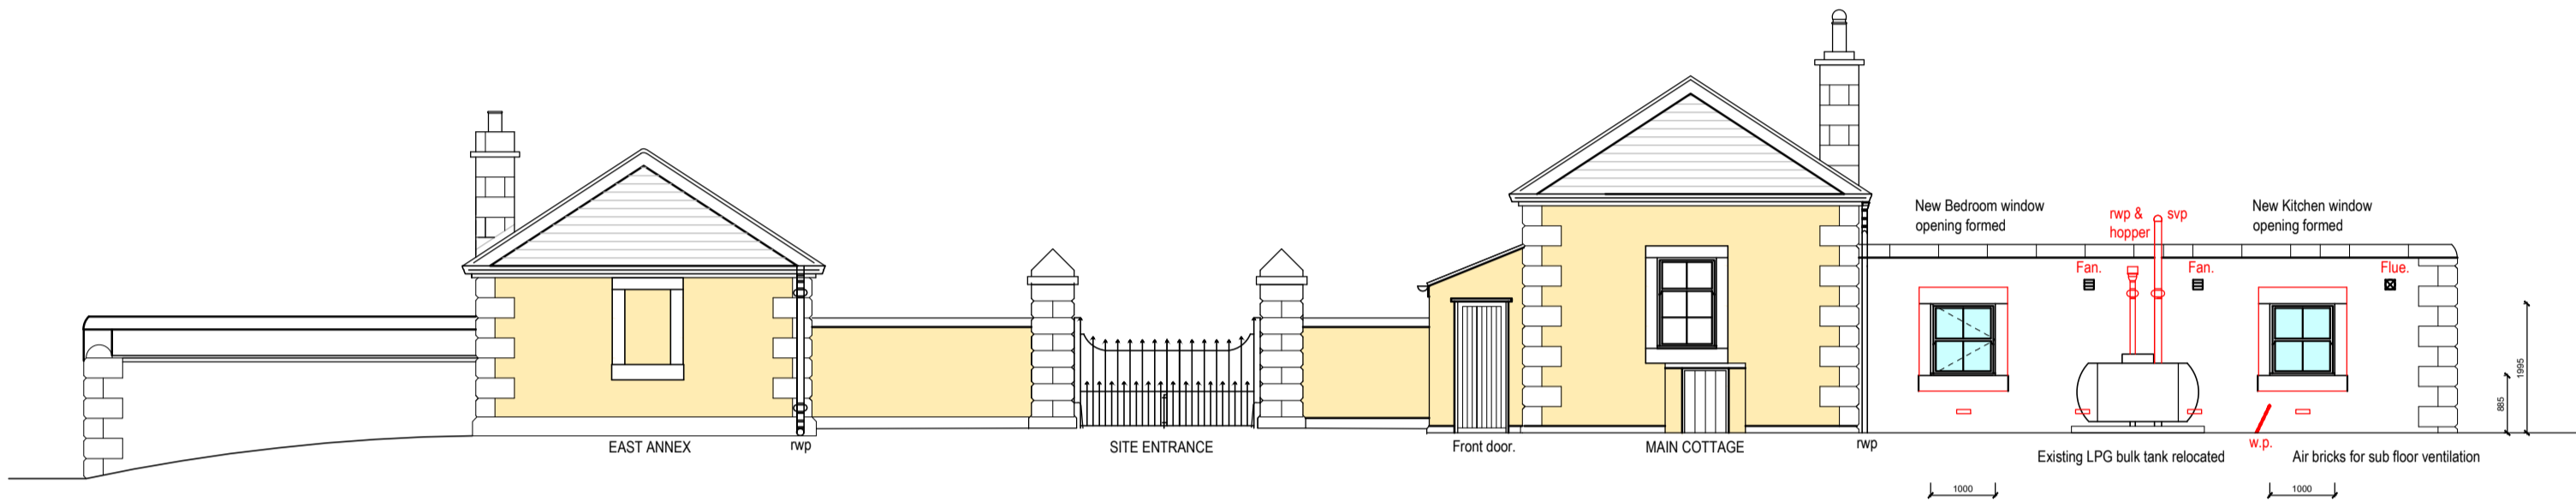 New Bedroom window
opening formed
rwp &
hopper
svp
New Kitchen window
opening formed
Fan.
Fan.
Flue.
1995
885
EAST ANNEX
rwp
SITE ENTRANCE
Front door.
MAIN COTTAGE
rwp
w.p.
Existing LPG bulk tank relocated
Air bricks for sub floor ventilation
1000
1000